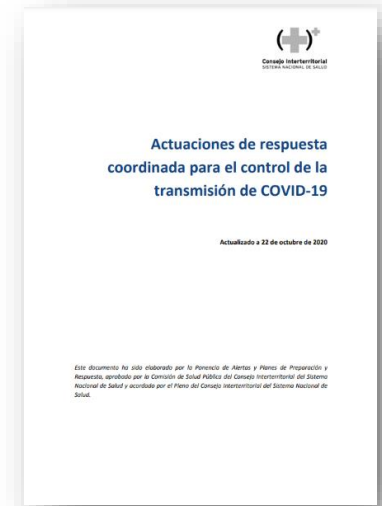 Consejo Interterritorial
SISTEMA NACIONAL DE SALUD
Actuaciones de respuesta
coordinada para el control de la
transmisión de COVID-19
Actualizado a 22 de octubre de 2020
Este documento ha sido elaborado por la Ponencia de Alertas y Planes de Preparación y
Respuesta, aprobado por la Comisión de Salud Pública del Consejo Interterritorial del Sistema
Nacional de Salud y acordado por el Pleno del Consejo Interterritorial del Sistema Nacional de
Salud.